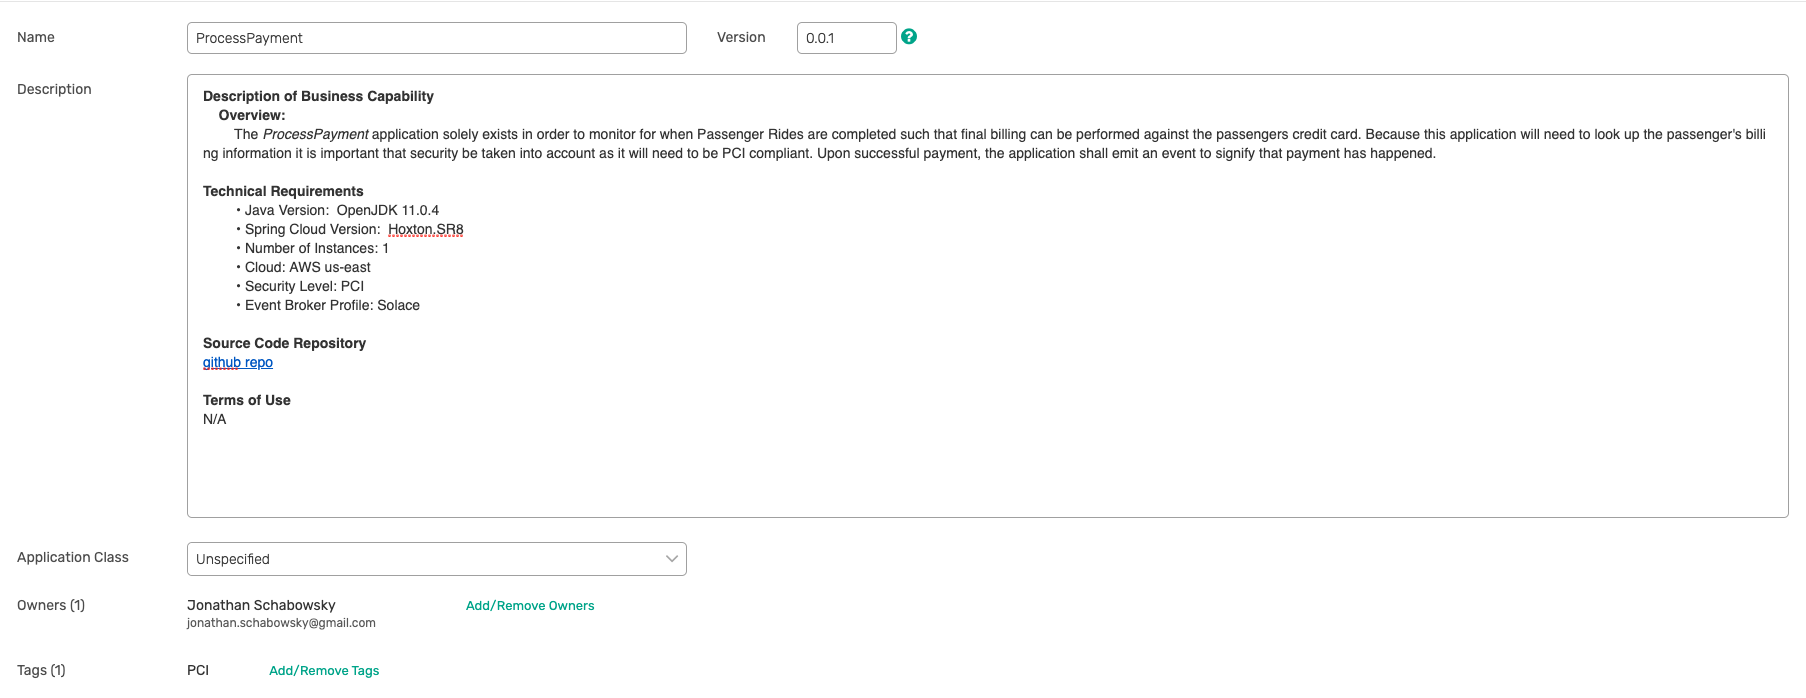 Name
ProcessPayment
Version
0.0.1
?
Description
Description of Business Capability
Overview:
The ProcessPayment application solely exists in order to monitor for when Passenger Rides are completed such that final billing can be performed against the passengers credit card. Because this application will need to look up the passenger's billi
ng information it is important that security be taken into account as it will need to be PCI compliant. Upon successful payment, the application shall emit an event to signify that payment has happened.
Technical Requirements
• Java Version:  OpenJDK 11.0.4
• Spring Cloud Version:  Hoxton.SR8
• Number of Instances: 1
• Cloud: AWS us-east
• Security Level: PCI
• Event Broker Profile: Solace
Source Code Repository
github repo
Terms of Use
N/A
Application Class
Unspecified
Owners (1)
Jonathan Schabowsky
Add/Remove Owners
jonathan.schabowsky@gmail.com
Tags (1)
PCI
Add/Remove Tags